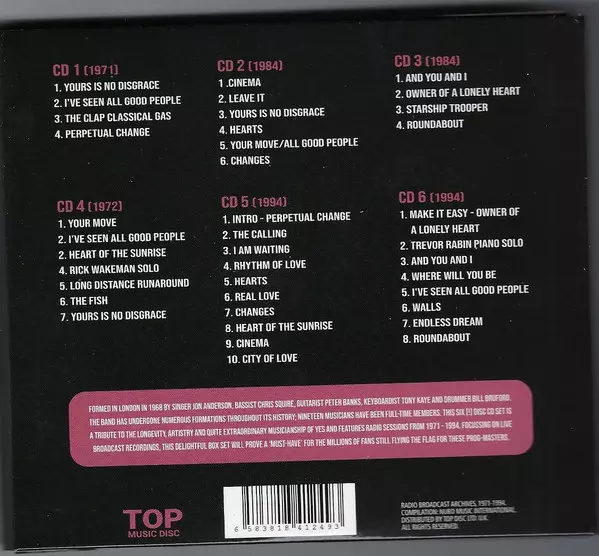 CD 1 (1971)
1. YOURS IS NO DISGRACE
2. I'VE SEEN ALL GOOD PEOPLE
3. THE CLAP CLASSICAL GAS
4. PERPETUAL CHANGE
CD 2 (1984)
1 .CINEMA
2. LEAVE IT
3. YOURS IS NO DISGRACE
4. HEARTS
5. YOUR MOVE/ALL GOOD PEOPLE
6. CHANGES
CD 3 (1984)
1. AND YOU AND I
2. OWNER OF A LONELY HEART
3. STARSHIP TROOPER
4. ROUNDABOUT
CD 4 (1972)
1. YOUR MOVE
2. I'VE SEEN ALL GOOD PEOPLE
2. HEART OF THE SUNRISE
4. RICK WAKEMAN SOLO
5. LONG DISTANCE RUNAROUND
6. THE FISH
7. YOURS IS NO DISGRACE
CD 5 (1994)
1. INTRO - PERPETUAL CHANGE
2. THE CALLING
3. I AM WAITING
4. RHYTHM OF LOVE
5. HEARTS
6. REAL LOVE
7. CHANGES
8. HEART OF THE SUNRISE
9. CINEMA
10. CITY OF LOVE
CD 6 (1994)
1. MAKE IT EASY - OWNER OF
A LONELY HEART
2. TREVOR RABIN PIANO SOLO
3. AND YOU AND I
4. WHERE WILL YOU BE
5. I'VE SEEN ALL GOOD PEOPLE
6. WALLS
7. ENDLESS DREAM
8. ROUNDABOUT
FORMED IN LONDON IN 1968 BY SINGER JON ANDERSON, BASSIST CHRIS SQUIRE, GUITARIST PETER BANKS, KEYBOARDIST TONY KAYE AND DRUMMER BILL BRUFORD.
THE BAND HAS UNDERGONE NUMEROUS FORMATIONS THROUGHOUT ITS HISTORY; NINETEEN MUSICIANS HAVE BEEN FULL-TIME MEMBERS. THIS SIX (!) DISC CD SET IS
A TRIBUTE TO THE LONGEVITY, ARTISTRY AND QUITE EXTRAORDINARY MUSICIANSHIP OF YES AND FEATURES RADIO SESSIONS FROM 1971 - 1994. FOCUSSING ON LIVE
BROADCAST RECORDINGS, THIS DELIGHTFUL BOX SET WILL PROVE A 'MUST-HAVE' FOR THE MILLIONS OF FANS STILL FLYING THE FLAG FOR THESE PROG-MASTERS.
TOP
MUSIC DISC
6 583818 412493
RADIO BROADCAST ARCHIVES, 1971-1994.
COMPILATION: NUBO MUSIC INTERNATIONAL.
DISTRIBUTED BY TOP DISC LTD. U.K.
ALL RIGHTS RESERVED.